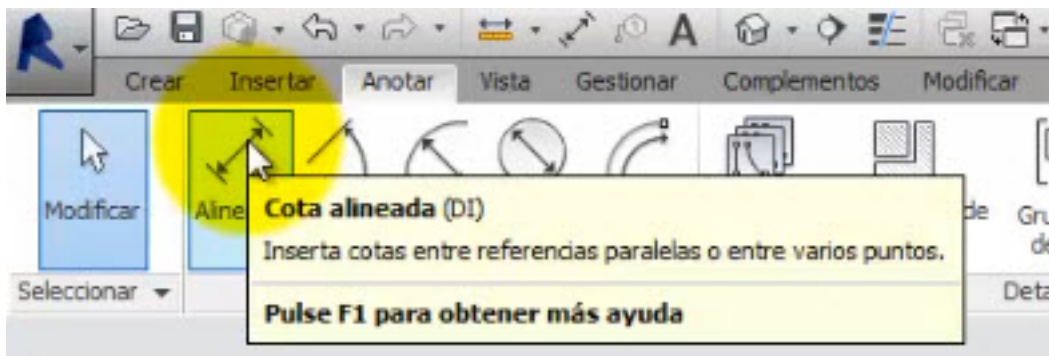 A
Crear Insertar Anotar Vista Gestionar Complementos Modificar
Modificar
Cota alineada (DI)
de
Inserta cotas entre referencias paralelas o entre varios puntos.
Seleccionar
Pulse F1 para obtener más ayuda